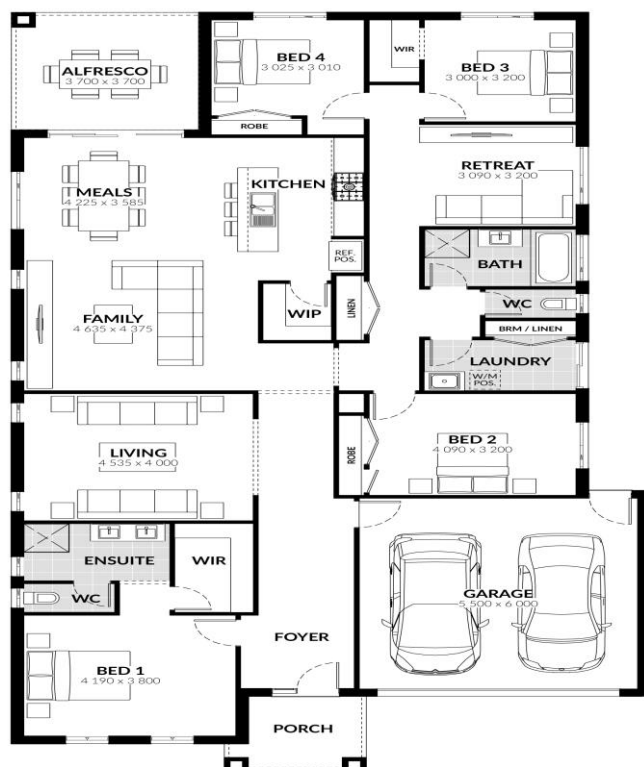 ALFRESCO
3 700 x 3 700
BED 4
3 025 x 3 010
ROBE
WIR
BED 3
3 000 x 3 200
RETREAT
3 090 x 3 200
MEALS
4 225 x 3 585
KITCHEN
REF.
POS.
BATH
WC
BRM / LINEN
LINEN
WIP
FAMILY
4 635 x 4 375
LAUNDRY
W/M
POS.
LIVING
4 535 x 4 000
ROBE
BED 2
4 090 x 3 200
ENSUITE
WIR
WC
GARAGE
5 500 x 6 000
FOYER
BED 1
4 190 x 3 800
PORCH